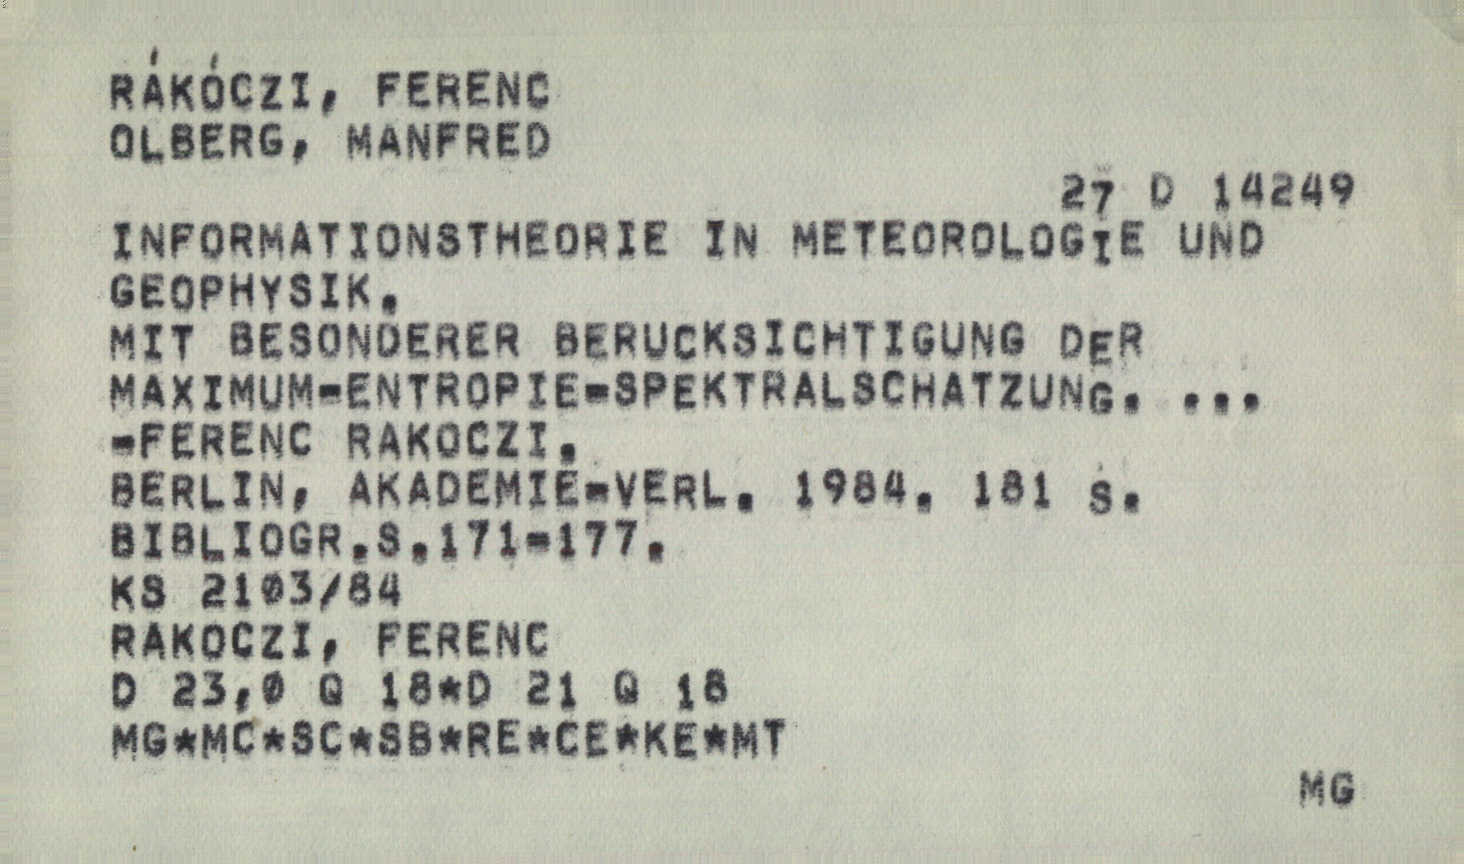 RÁKÓCZI, FERENC
OLBERG, MANFRED
27 D 14249
INFORMATIONSTHEORIE IN METEOROLOGIE UND
GEOPHYSIK.
MIT BESONDERER BERUCKSICHTIGUNG DER
MAXIMUM=ENTROPIE=SPEKTRALSCHATZUNG. ...
=FERENC RAKOCZI.
BERLIN, AKADEMIE=VERL. 1984. 181 S.
BIBLIOGR.S.171=177.
KS 2103/84
RAKOCZI, FERENC
D 23,0 Q 18*D 21 Q 18
MG*MC*SC*SB*RE*CE*KE*MT
MG